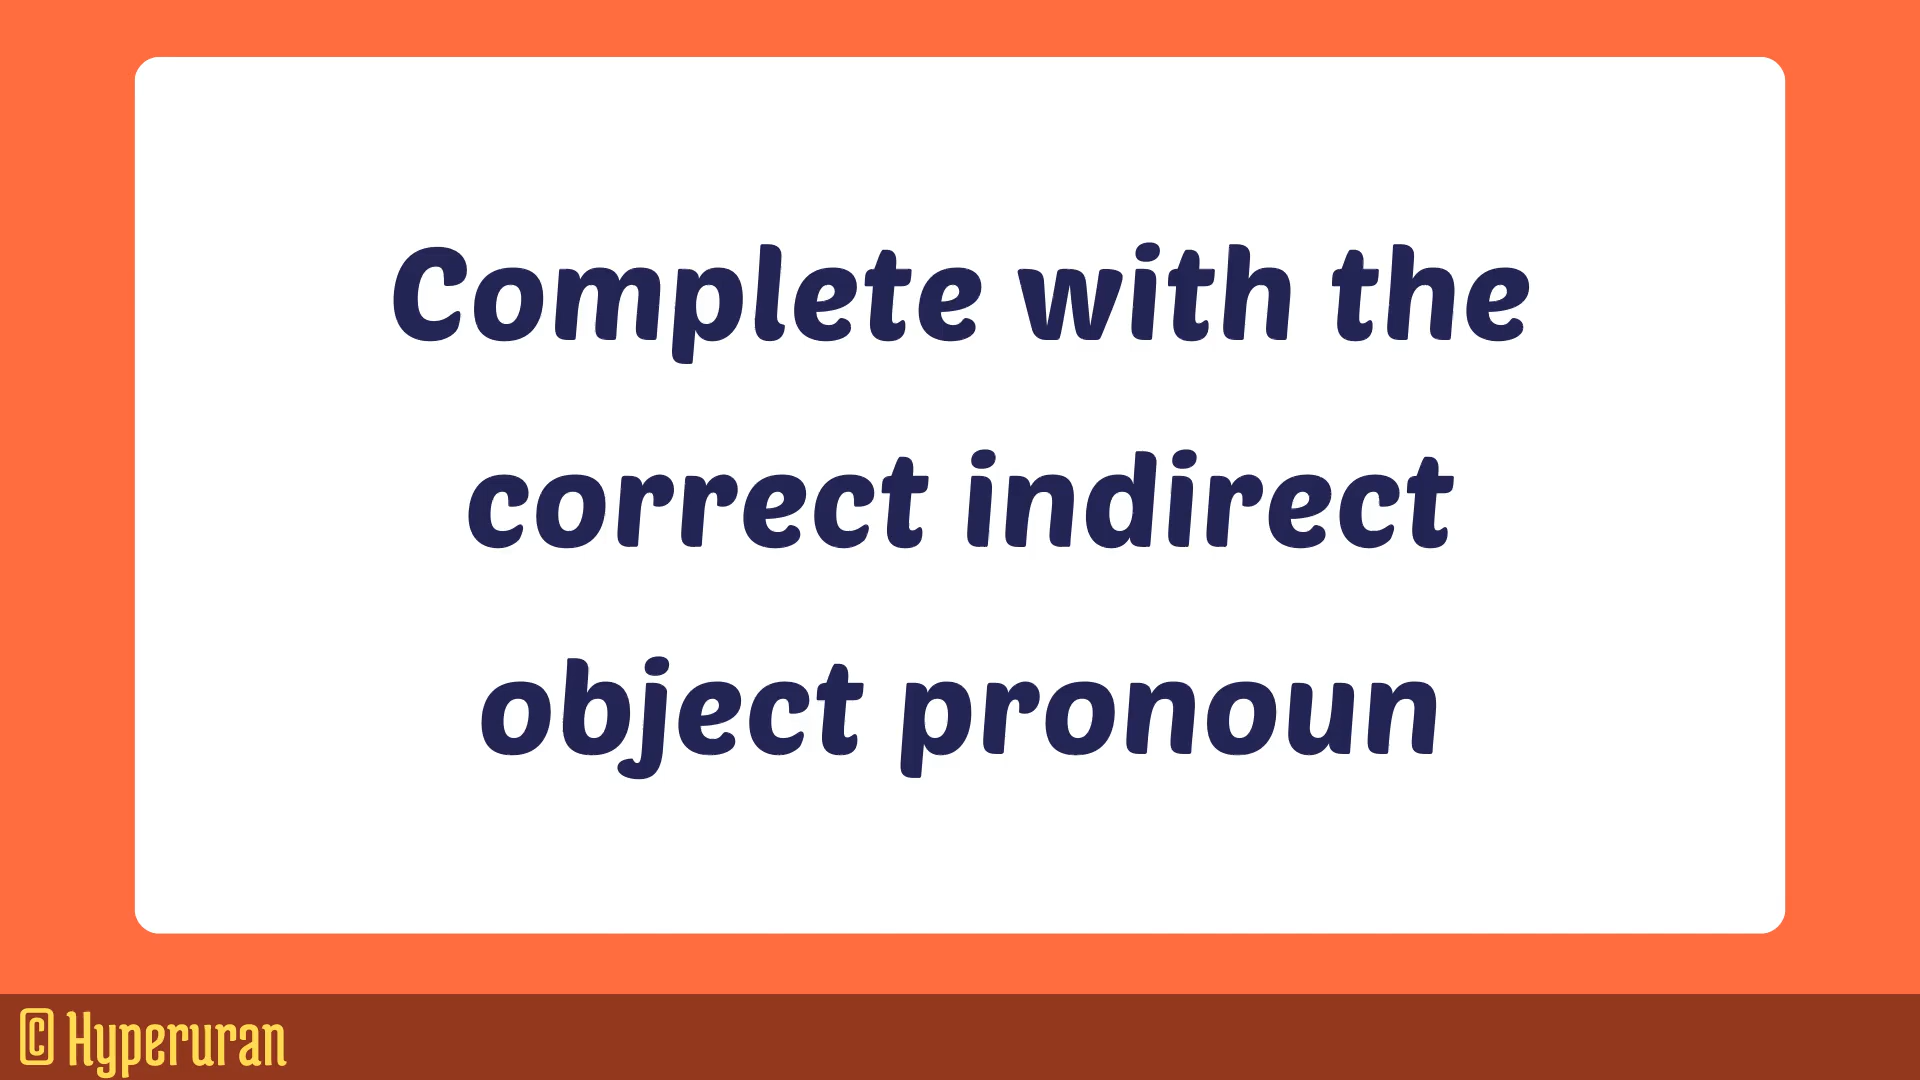 Complete with the
correct indirect
object pronoun
© Hyperuran